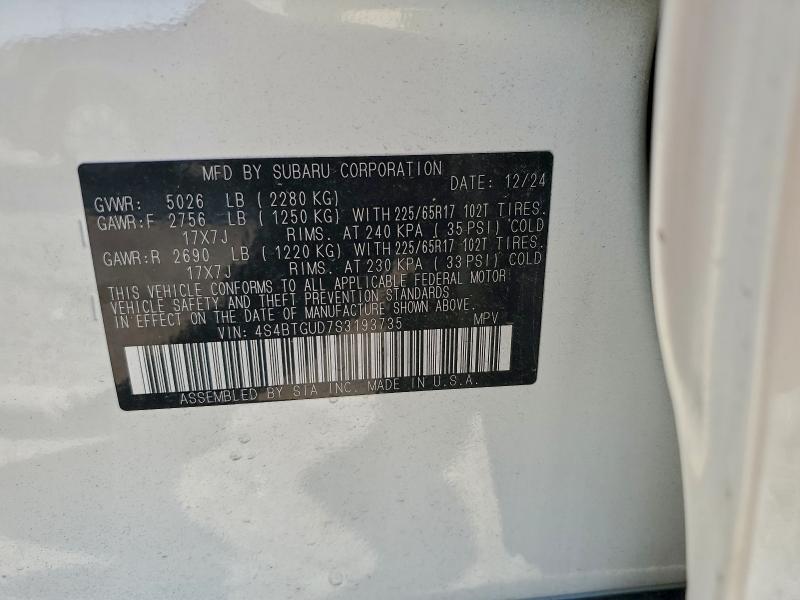 MFD BY SUBARU CORPORATION
DATE: 12/24
GVWR: 5026 LB ( 2280 KG)
GAWR:F 2756 LB ( 1250 KG) WITH 225/65R17 102T TIRES.
17X7J RIMS. AT 240 KPA ( 35 PSI) COLD
GAWR:R 2690 LB ( 1220 KG) WITH 225/65R17 102T TIRES.
17X7J RIMS. AT 230 KPA ( 33 PSI) COLD
THIS VEHICLE CONFORMS TO ALL APPLICABLE FEDERAL MOTOR
VEHICLE SAFETY AND THEFT PREVENTION STANDARDS
IN EFFECT ON THE DATE OF MANUFACTURE SHOWN ABOVE.
VIN: 4S4BTGUD7S3193735 MPV
ASSEMBLED BY SIA INC. MADE IN U.S.A.